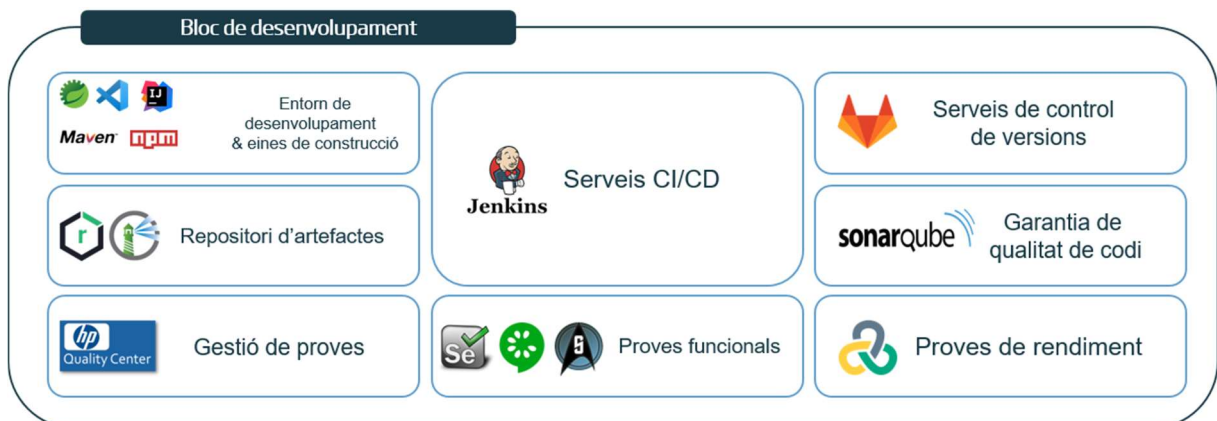 Bloc de desenvolupament
IJ
Maven
npm
Entorn de
desenvolupament
& eines de construcció
Jenkins
Serveis CI/CD
Serveis de control
de versions
r
Repositori d'artefactes
sonarqube
Garantia de
qualitat de codi
hp
Quality Center
Gestió de proves
Se
S
Proves funcionals
Proves de rendiment